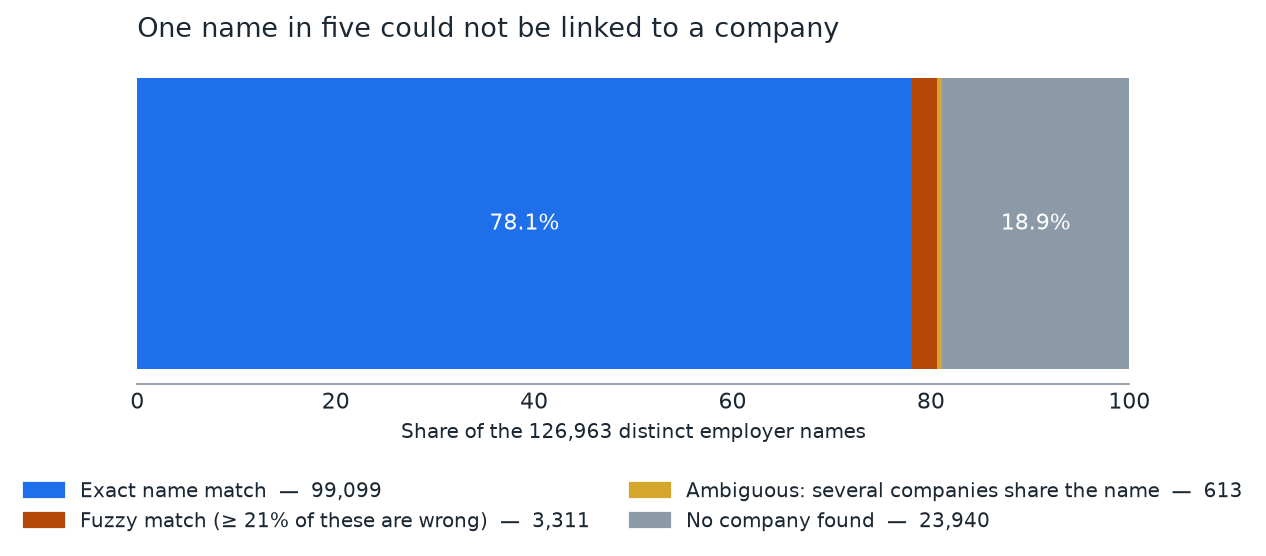 One name in five could not be linked to a company
78.1%
18.9%
0 20 40 60 80 100
Share of the 126,963 distinct employer names
Exact name match — 99,099
Fuzzy match (≥ 21% of these are wrong) — 3,311
Ambiguous: several companies share the name — 613
No company found — 23,940